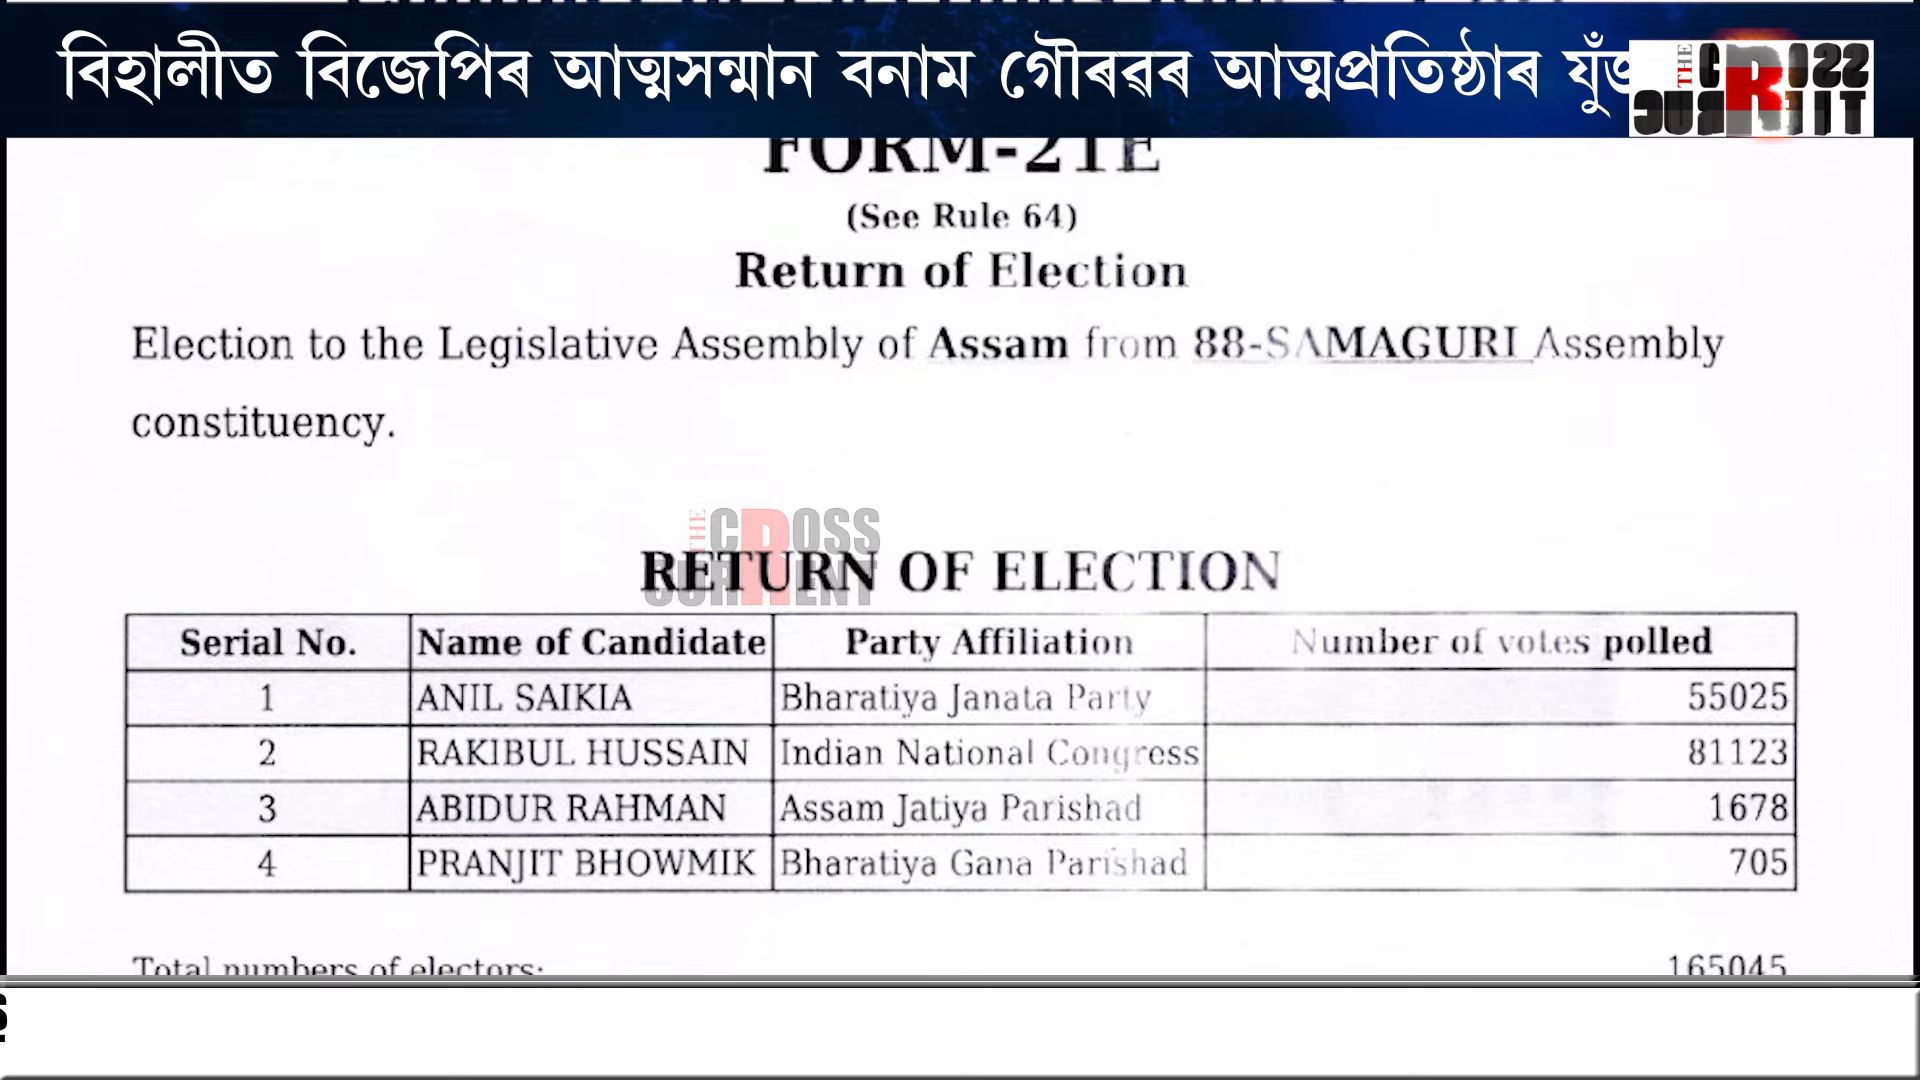 বিহালীত বিজেপিৰ আত্মসন্মান বনাম গৌৰৱৰ আত্মপ্ৰতিষ্ঠাৰ
THE CROSS CURRENT
FORM-21E
(See Rule 64)
Return of Election
Election to the Legislative Assembly of Assam from 88-SAMAGURI Assembly
constituency.
THE CROSS CURRENT
RETURN OF ELECTION
Serial No. Name of Candidate Party Affiliation Number of votes polled
1 ANIL SAIKIA Bharatiya Janata Party 55025
2 RAKIBUL HUSSAIN Indian National Congress 81123
3 ABIDUR RAHMAN Assam Jatiya Parishad 1678
4 PRANJIT BHOWMIK Bharatiya Gana Parishad 705
Total numbers of electors: 165045